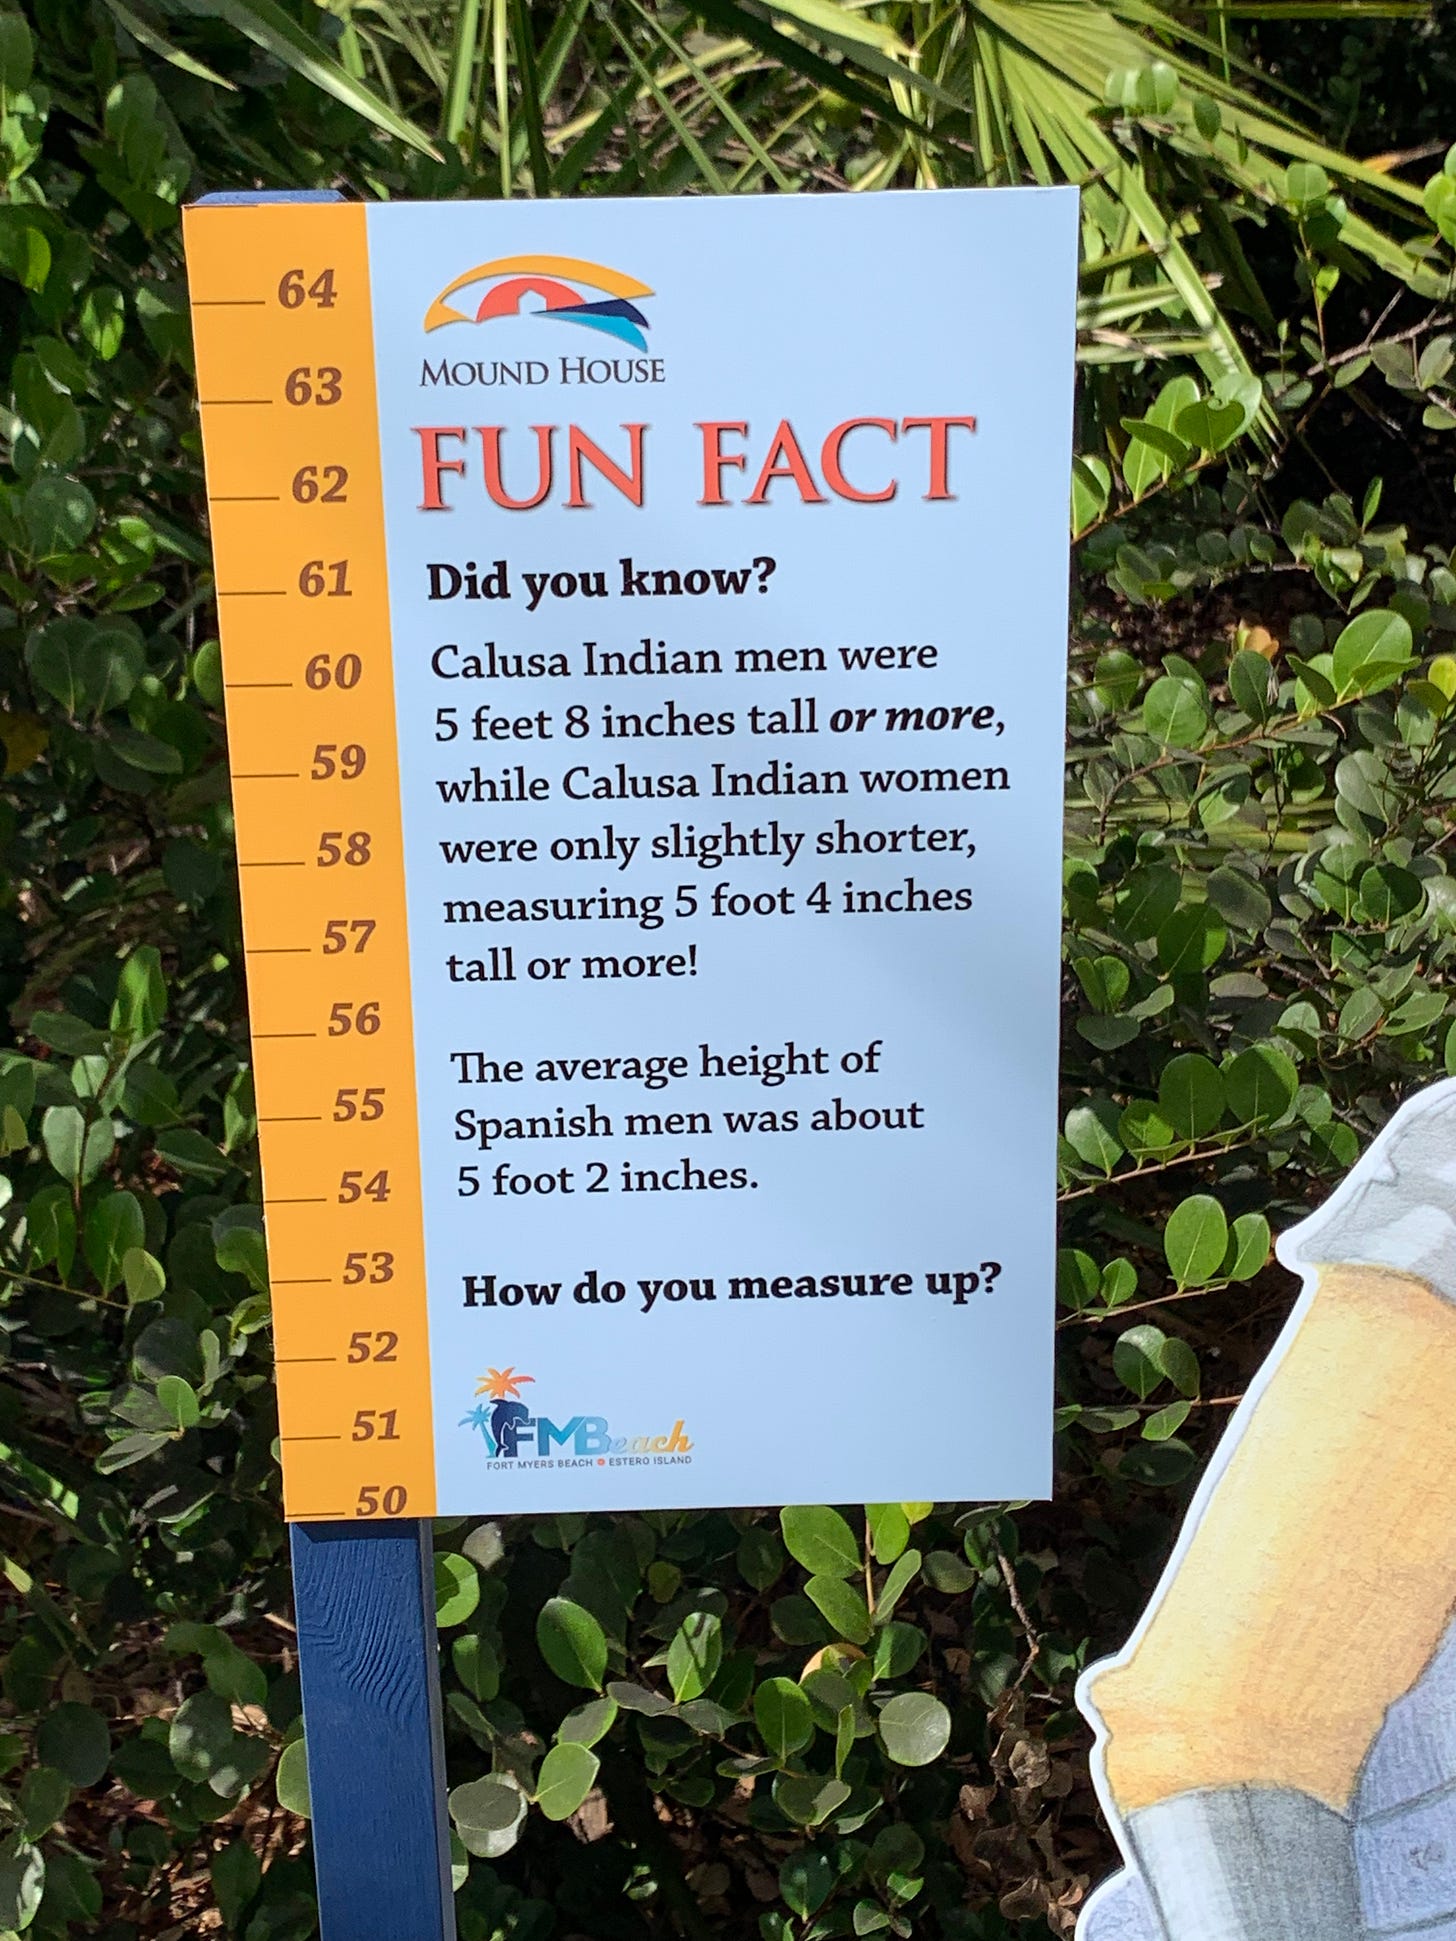 64
63
62
61
60
59
58
57
56
55
54
53
52
51
50
MOUND HOUSE
FUN FACT
Did you know?
Calusa Indian men were
5 feet 8 inches tall or more,
while Calusa Indian women
were only slightly shorter,
measuring 5 foot 4 inches
tall or more!
The average height of
Spanish men was about
5 foot 2 inches.
How do you measure up?
FMBeach
FORT MYERS BEACH ESTERO ISLAND